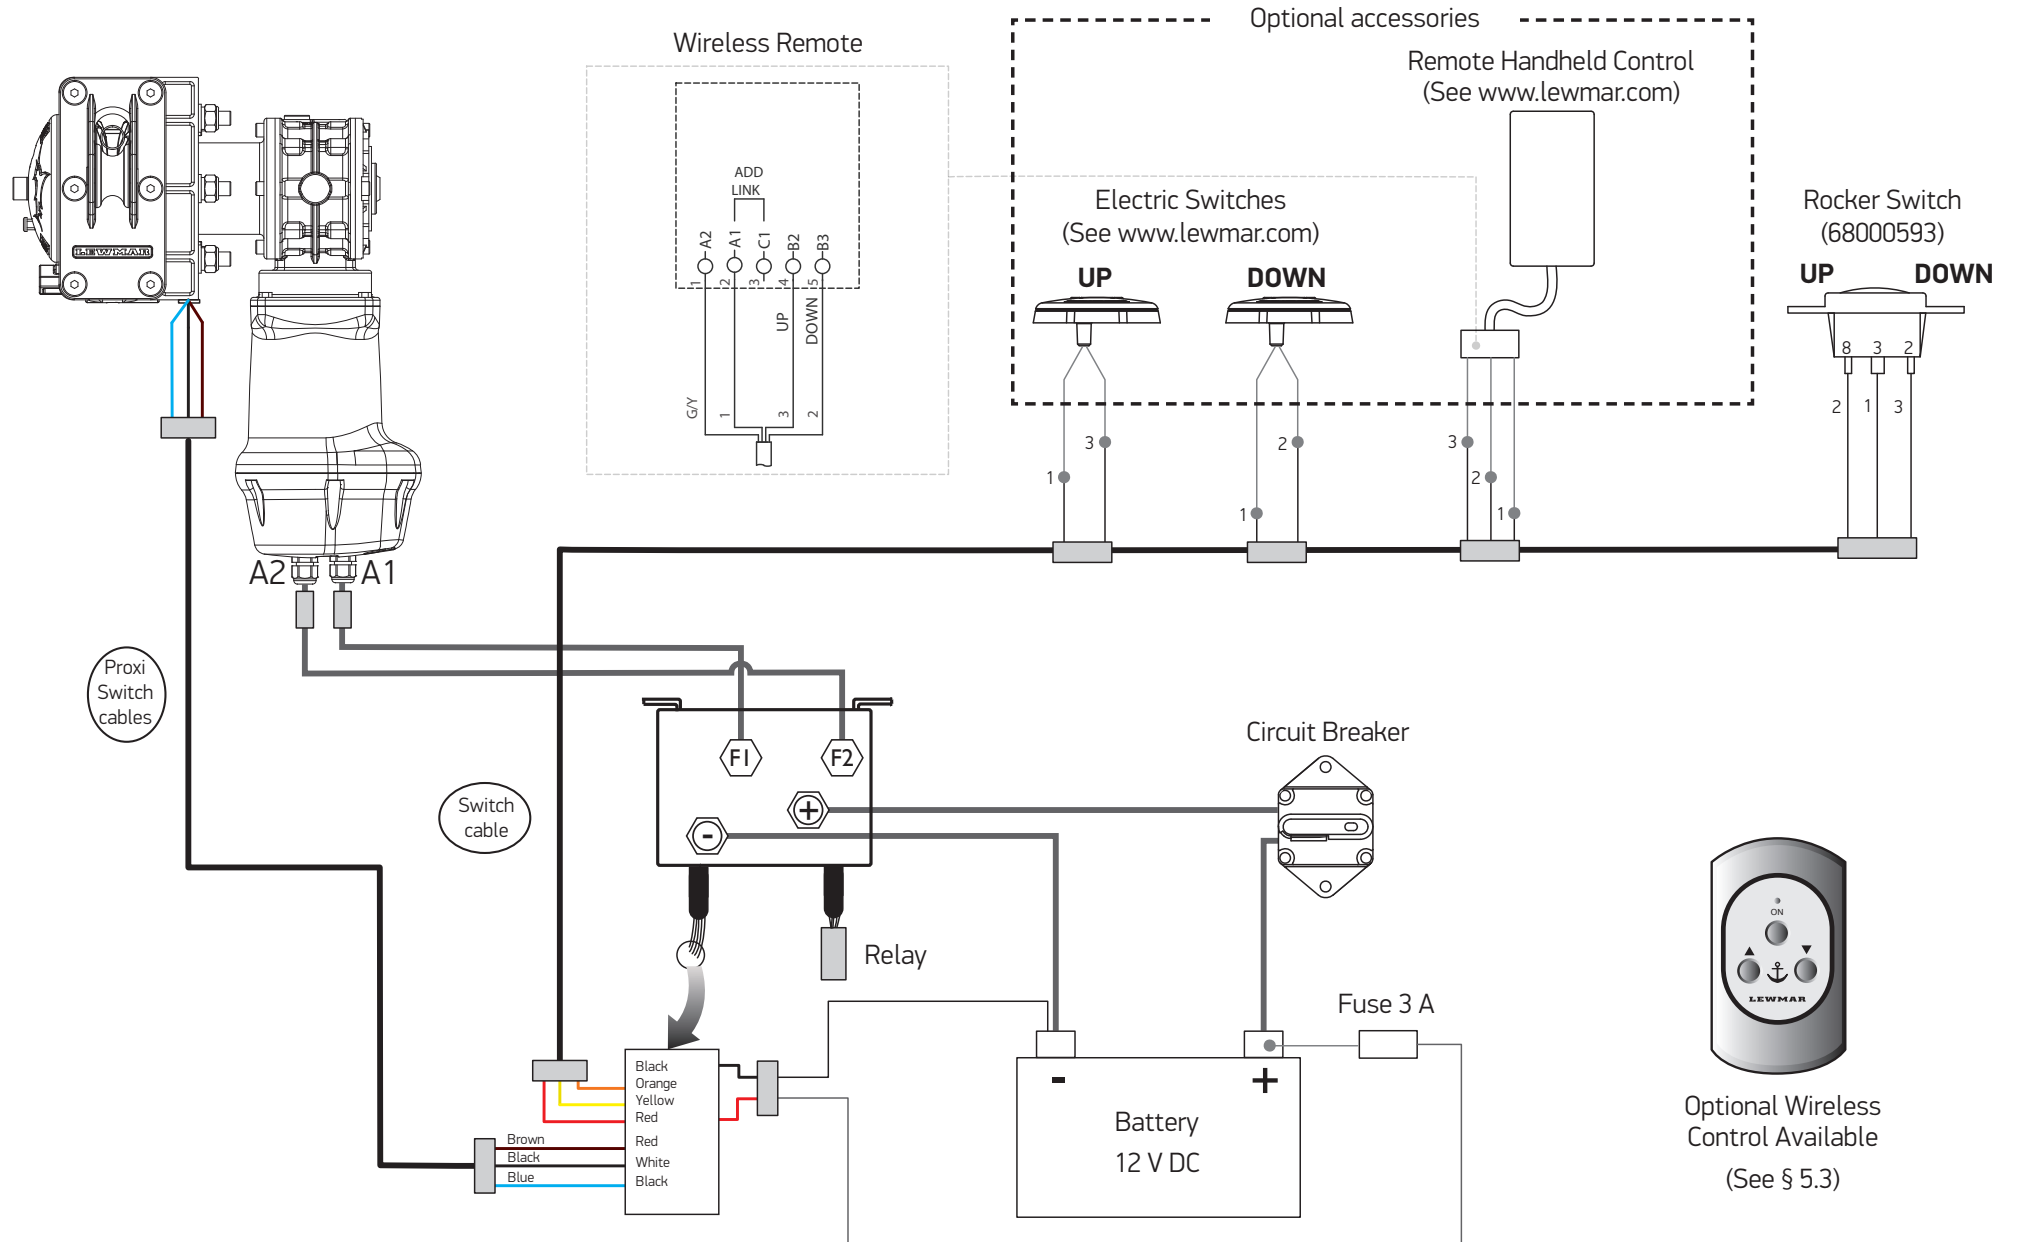 Optional accessories
Wireless Remote
Remote Handheld Control
(See www.lewmar.com)
ADD
LINK
A2
A1
C1
B2
B3
1
2
3
4
5
UP
DOWN
G/Y
1
3
2
Electric Switches
(See www.lewmar.com)
UP
DOWN
Rocker Switch
(68000593)
UP
DOWN
8
3
2
2
1
3
3
1
2
1
3
2
1
LEWMAR
A2
A1
Proxi
Switch
cables
Switch
cable
F1
F2
+
-
Circuit Breaker
Relay
Fuse 3 A
Black
Orange
Yellow
Red
Brown
Red
Black
White
Blue
Black
-
+
Battery
12 V DC
ON
LEWMAR
Optional Wireless
Control Available
(See § 5.3)